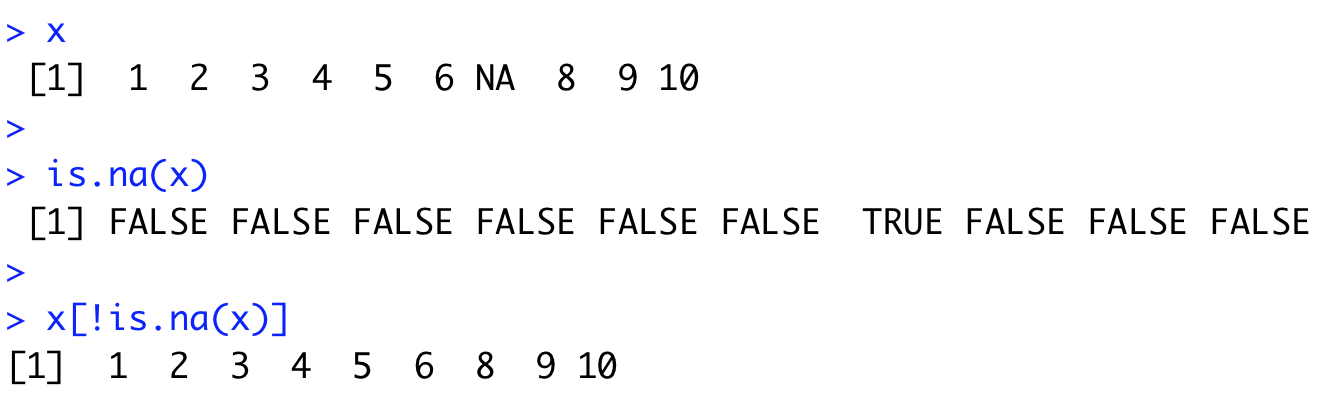 > x
 [1]  1  2  3  4  5  6 NA  8  9 10
>
> is.na(x)
 [1] FALSE FALSE FALSE FALSE FALSE FALSE  TRUE FALSE FALSE FALSE
>
> x[!is.na(x)]
[1]  1  2  3  4  5  6  8  9 10